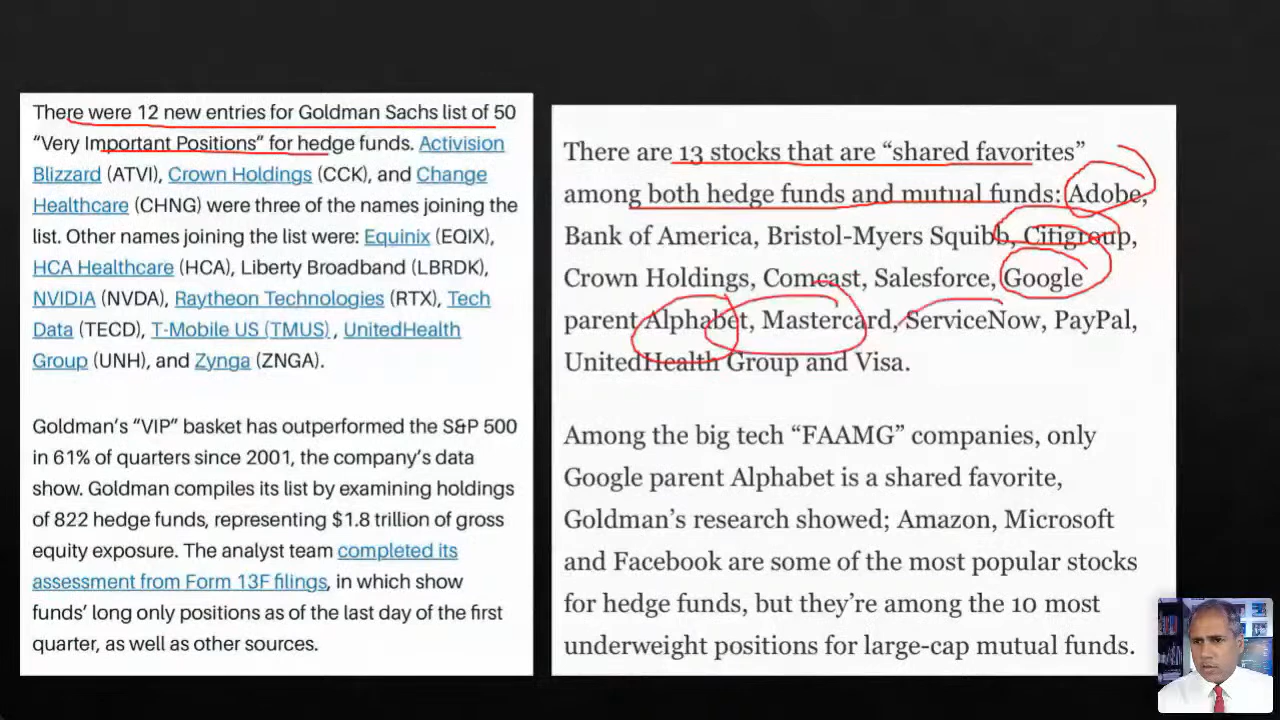 There were 12 new entries for Goldman Sachs list of 50
“Very Important Positions” for hedge funds. Activision
Blizzard (ATVI), Crown Holdings (CCK), and Change
Healthcare (CHNG) were three of the names joining the
list. Other names joining the list were: Equinix (EQIX),
HCA Healthcare (HCA), Liberty Broadband (LBRDK),
NVIDIA (NVDA), Raytheon Technologies (RTX), Tech
Data (TECD), T-Mobile US (TMUS) , UnitedHealth
Group (UNH), and Zynga (ZNGA).
Goldman’s “VIP” basket has outperformed the S&P 500
in 61% of quarters since 2001, the company’s data
show. Goldman compiles its list by examining holdings
of 822 hedge funds, representing $1.8 trillion of gross
equity exposure. The analyst team completed its
assessment from Form 13F filings, in which show
funds’ long only positions as of the last day of the first
quarter, as well as other sources.
There are 13 stocks that are “shared favorites”
among both hedge funds and mutual funds: Adobe,
Bank of America, Bristol-Myers Squibb, Citigroup,
Crown Holdings, Comcast, Salesforce, Google
parent Alphabet, Mastercard, ServiceNow, PayPal,
UnitedHealth Group and Visa.
Among the big tech “FAAMG” companies, only
Google parent Alphabet is a shared favorite,
Goldman’s research showed; Amazon, Microsoft
and Facebook are some of the most popular stocks
for hedge funds, but they’re among the 10 most
underweight positions for large-cap mutual funds.